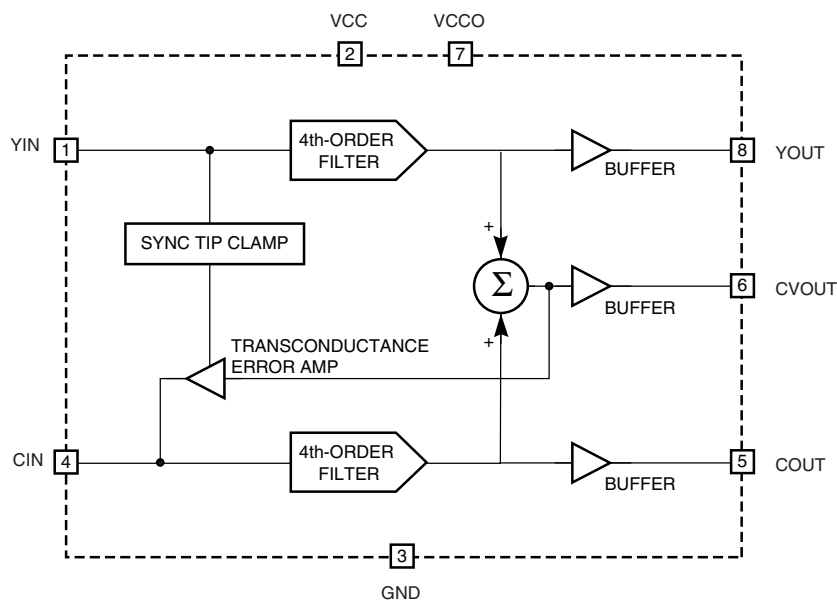 VCC
VCCO
2
7
YIN
1
4th-ORDER
FILTER
BUFFER
8
YOUT
+
SYNC TIP CLAMP
Σ
BUFFER
6
CVOUT
+
TRANSCONDUCTANCE
ERROR AMP
CIN
4
4th-ORDER
FILTER
BUFFER
5
COUT
3
GND